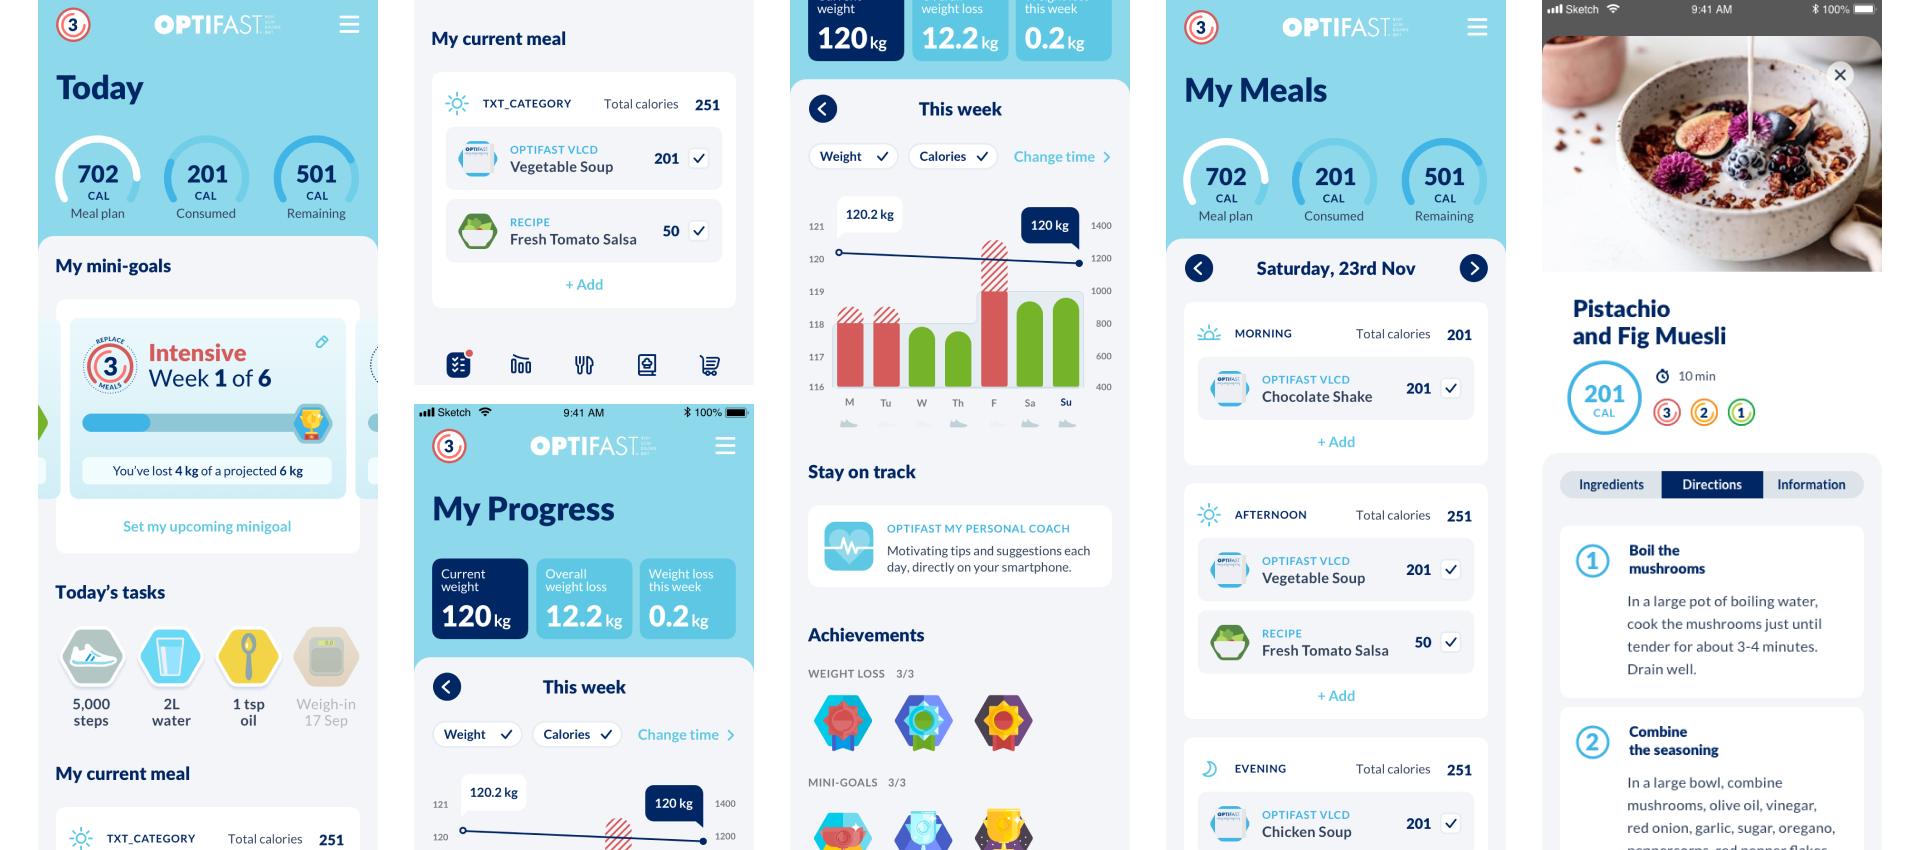 3
OPTIFAST
Today
702
CAL
Meal plan
201
CAL
Consumed
501
CAL
Remaining
My mini-goals
REPLACE
3
MEALS
Intensive
Week 1 of 6
You've lost 4 kg of a projected 6 kg
Set my upcoming minigoal
Today's tasks
5,000
steps
2L
water
1 tsp
oil
Weigh-in
17 Sep
My current meal
TXT_CATEGORY
Total calories
251
My current meal
TXT_CATEGORY
Total calories
251
OPTIFAST
OPTIFAST VLCD
Vegetable Soup
201
RECIPE
Fresh Tomato Salsa
50
+ Add
Sketch
9:41 AM
100%
3
OPTIFAST
My Progress
Current
weight
120 kg
Overall
weight loss
12.2 kg
Weight loss
this week
0.2 kg
This week
Weight
Calories
Change time
120.2 kg
120 kg
121
120
1400
1200
weight
120 kg
weight loss
12.2 kg
this week
0.2 kg
This week
Weight
Calories
Change time
120.2 kg
120 kg
121
120
119
118
117
116
1400
1200
1000
800
600
400
M
Tu
W
Th
F
Sa
Su
Stay on track
OPTIFAST MY PERSONAL COACH
Motivating tips and suggestions each
day, directly on your smartphone.
Achievements
WEIGHT LOSS 3/3
MINI-GOALS 3/3
3
OPTIFAST
My Meals
702
CAL
Meal plan
201
CAL
Consumed
501
CAL
Remaining
Saturday, 23rd Nov
MORNING
Total calories
201
OPTIFAST
OPTIFAST VLCD
Chocolate Shake
201
+ Add
AFTERNOON
Total calories
251
OPTIFAST
OPTIFAST VLCD
Vegetable Soup
201
RECIPE
Fresh Tomato Salsa
50
+ Add
EVENING
Total calories
251
OPTIFAST
OPTIFAST VLCD
Chicken Soup
201
Sketch
9:41 AM
100%
Pistachio
and Fig Muesli
201
CAL
10 min
3
2
1
Ingredients
Directions
Information
1
Boil the
mushrooms
In a large pot of boiling water,
cook the mushrooms just until
tender for about 3-4 minutes.
Drain well.
2
Combine
the seasoning
In a large bowl, combine
mushrooms, olive oil, vinegar,
red onion, garlic, sugar, oregano,
peppercorns, red pepper flakes,